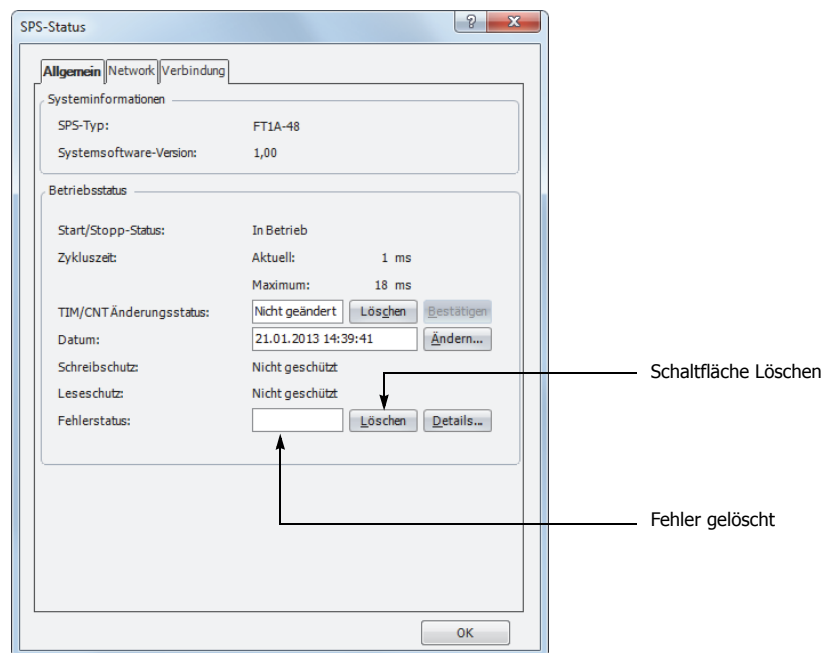 SPS-Status
Allgemein Network Verbindung
Systeminformationen
SPS-Typ: FT1A-48
Systemsoftware-Version: 1,00
Betriebsstatus
Start/Stopp-Status: In Betrieb
Zykluszeit: Aktuell: 1 ms
Maximum: 18 ms
TIM/CNT Änderungsstatus: Nicht geändert Löschen Bestätigen
Datum: 21.01.2013 14:39:41 Ändern...
Schreibschutz: Nicht geschützt
Leseschutz: Nicht geschützt
Schaltfläche Löschen
Fehlerstatus: Löschen Details...
Fehler gelöscht
OK